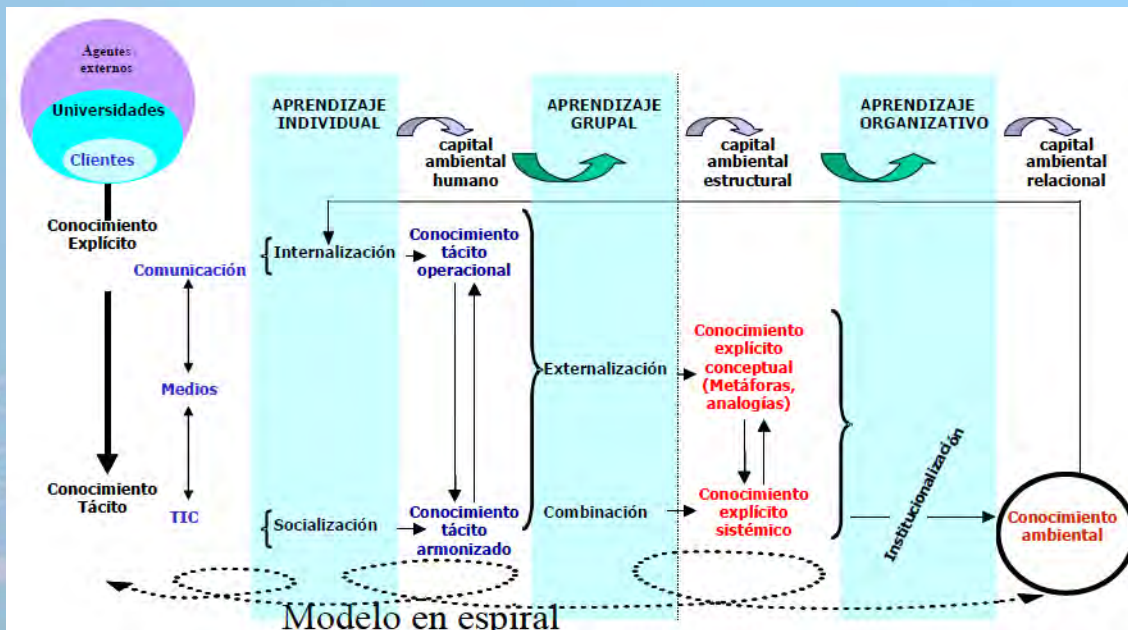 Agentes
externos
Universidades
Clientes
Conocimiento
Explícito
Comunicación
Medios
Conocimiento
Tácito
TIC
APRENDIZAJE
INDIVIDUAL
{ Internalización
{ Socialización
capital
ambiental
humano
Conocimiento
tácito
operacional
Conocimiento
tácito
armonizado
APRENDIZAJE
GRUPAL
Externalización
Combinación
capital
ambiental
estructural
Conocimiento
explícito
conceptual
(Metáforas,
analogías)
Conocimiento
explícito
sistémico
APRENDIZAJE
ORGANIZATIVO
Institucionalización
capital
ambiental
relacional
Conocimiento
ambiental
Modelo en espiral